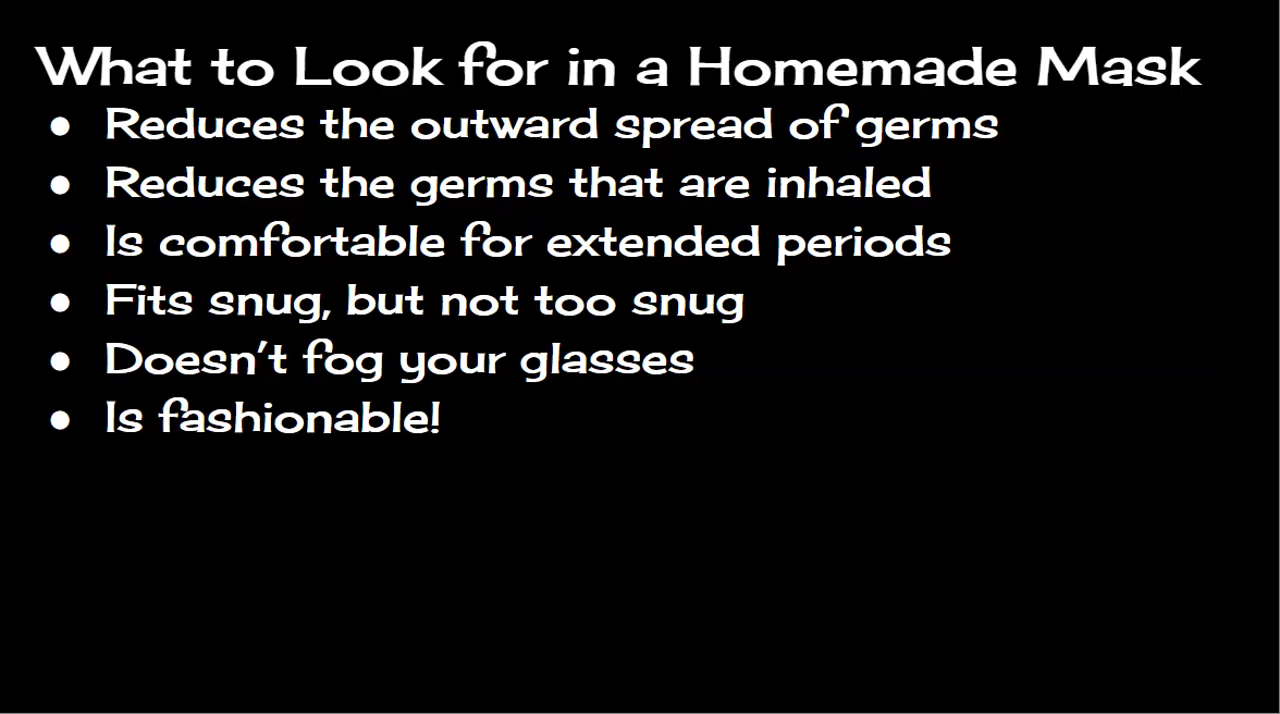 What to Look for in a Homemade Mask
● Reduces the outward spread of germs
● Reduces the germs that are inhaled
● Is comfortable for extended periods
● Fits snug, but not too snug
● Doesn't fog your glasses
● Is fashionable!